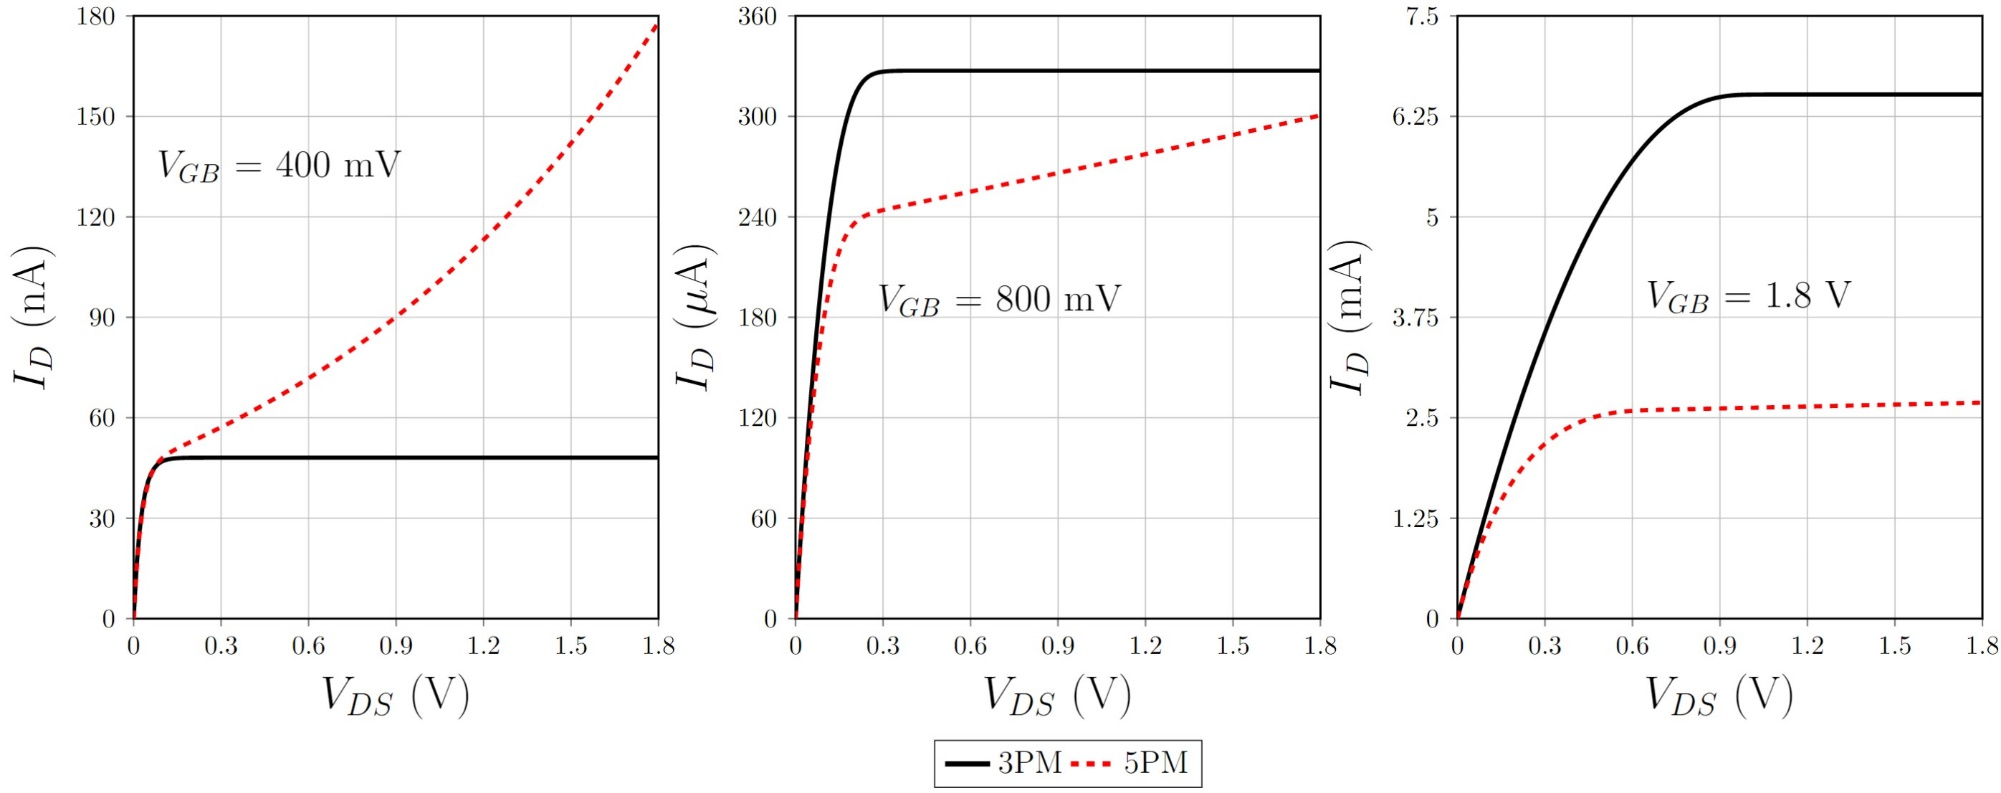 180
150
120
90
60
30
0
I_D (nA)
V_GB = 400 mV
0 0.3 0.6 0.9 1.2 1.5 1.8
V_DS (V)
360
300
240
180
120
60
0
I_D (μA)
V_GB = 800 mV
0 0.3 0.6 0.9 1.2 1.5 1.8
V_DS (V)
7.5
6.25
5
3.75
2.5
1.25
0
I_D (mA)
V_GB = 1.8 V
0 0.3 0.6 0.9 1.2 1.5 1.8
V_DS (V)
3PM 5PM